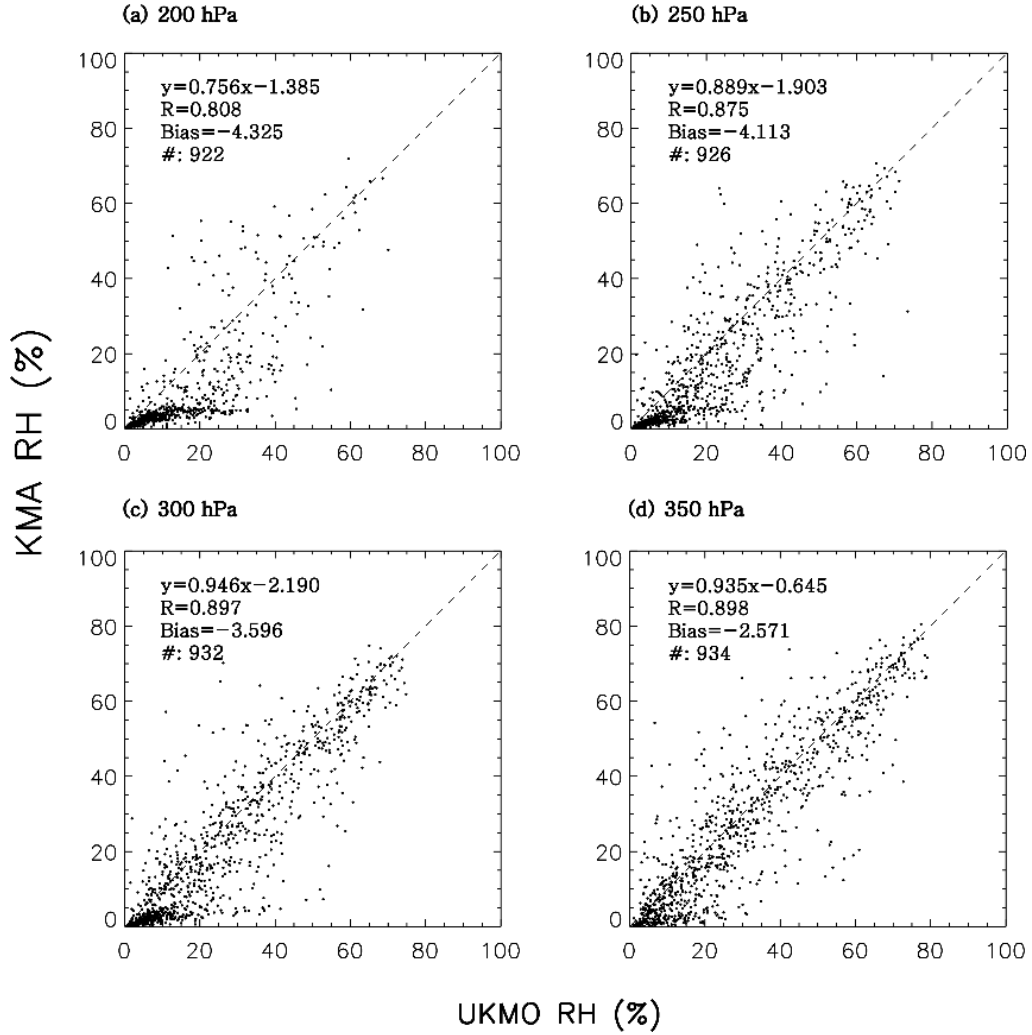 (a) 200 hPa
y=0.756x−1.385
R=0.808
Bias=−4.325
#: 922
100
80
60
40
20
0
0 20 40 60 80 100
(b) 250 hPa
y=0.889x−1.903
R=0.875
Bias=−4.113
#: 926
100
80
60
40
20
0
0 20 40 60 80 100
KMA RH (%)
(c) 300 hPa
y=0.946x−2.190
R=0.897
Bias=−3.596
#: 932
100
80
60
40
20
0
0 20 40 60 80 100
(d) 350 hPa
y=0.935x−0.645
R=0.898
Bias=−2.571
#: 934
100
80
60
40
20
0
0 20 40 60 80 100
UKMO RH (%)